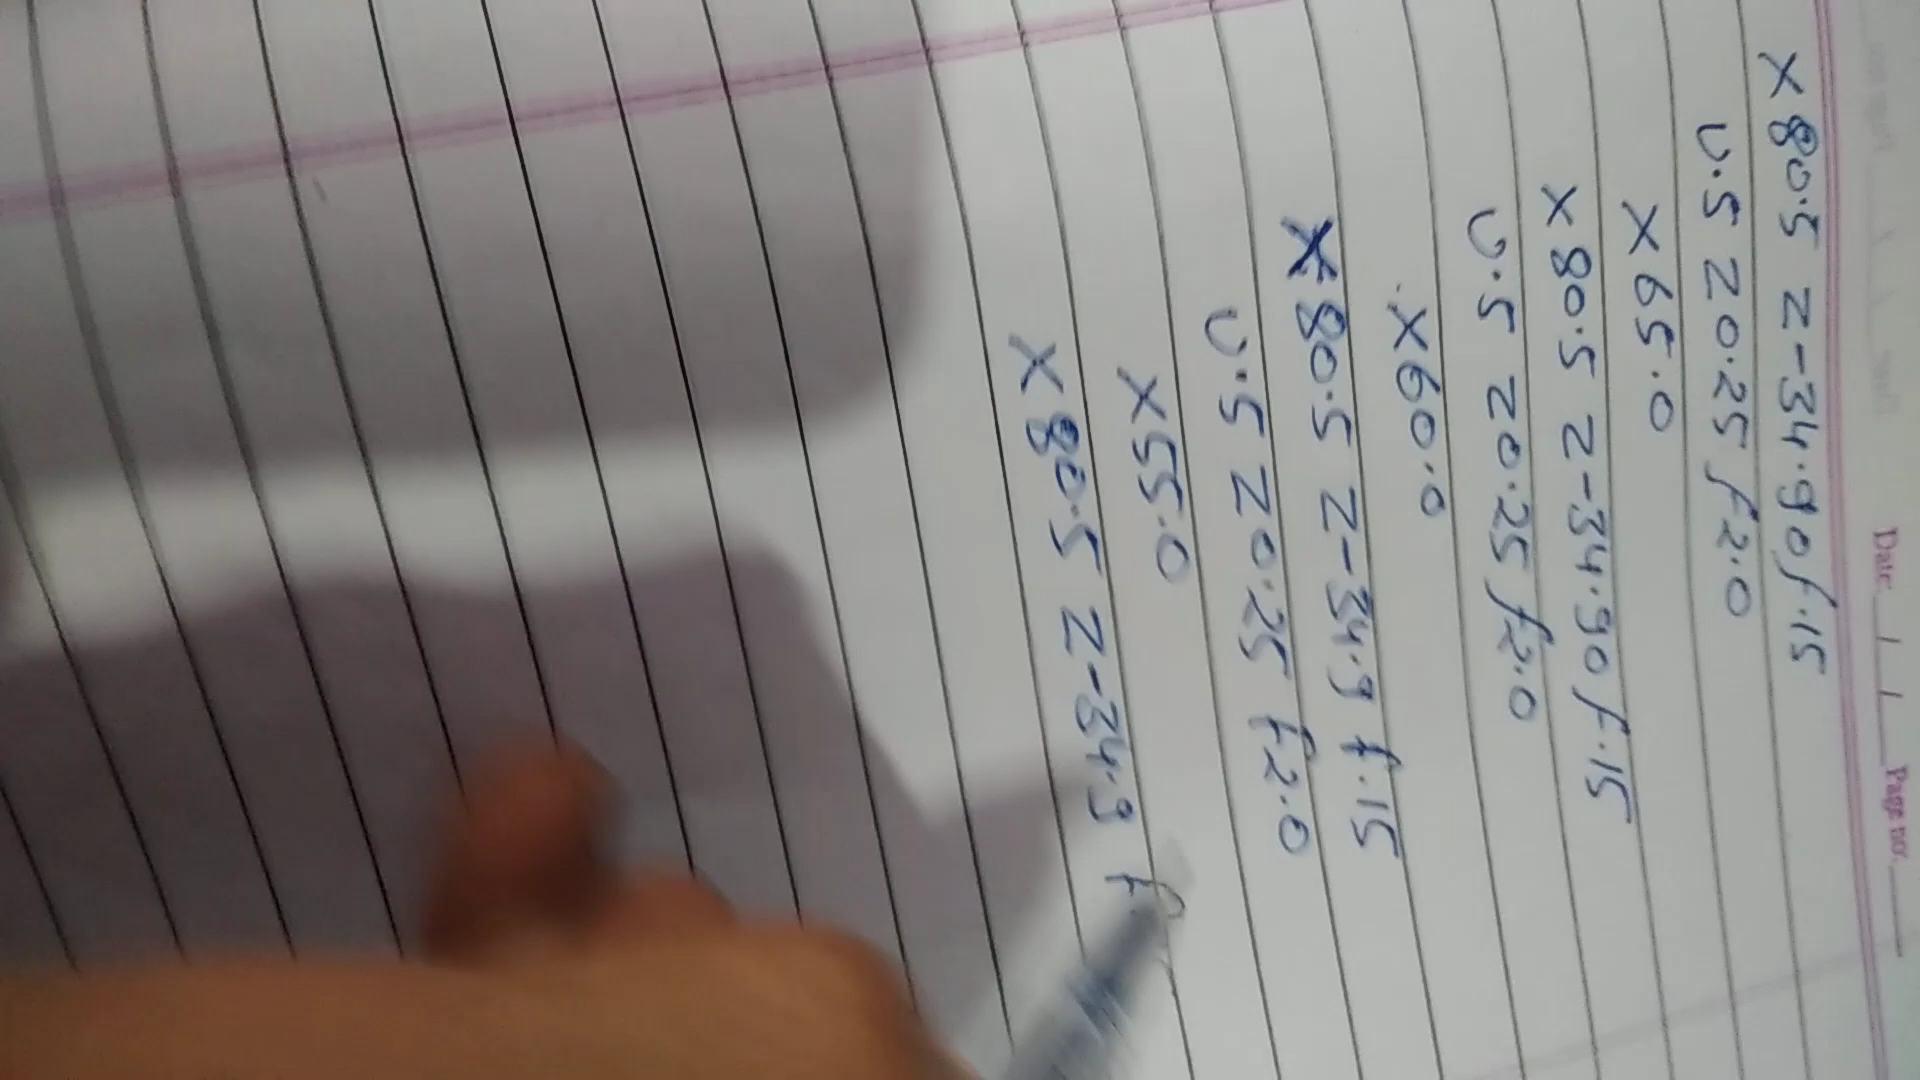 Date / / Page no.
X80.5 Z-34.90 f.15
U.5 Z0.25 f2.0
X65.0
X80.5 Z-34.90 f.15
U.5 Z0.25 f2.0
X60.0
X80.5 Z-34.9 f.15
U.5 Z0.25 f2.0
X55.0
X80.5 Z-34.9 f